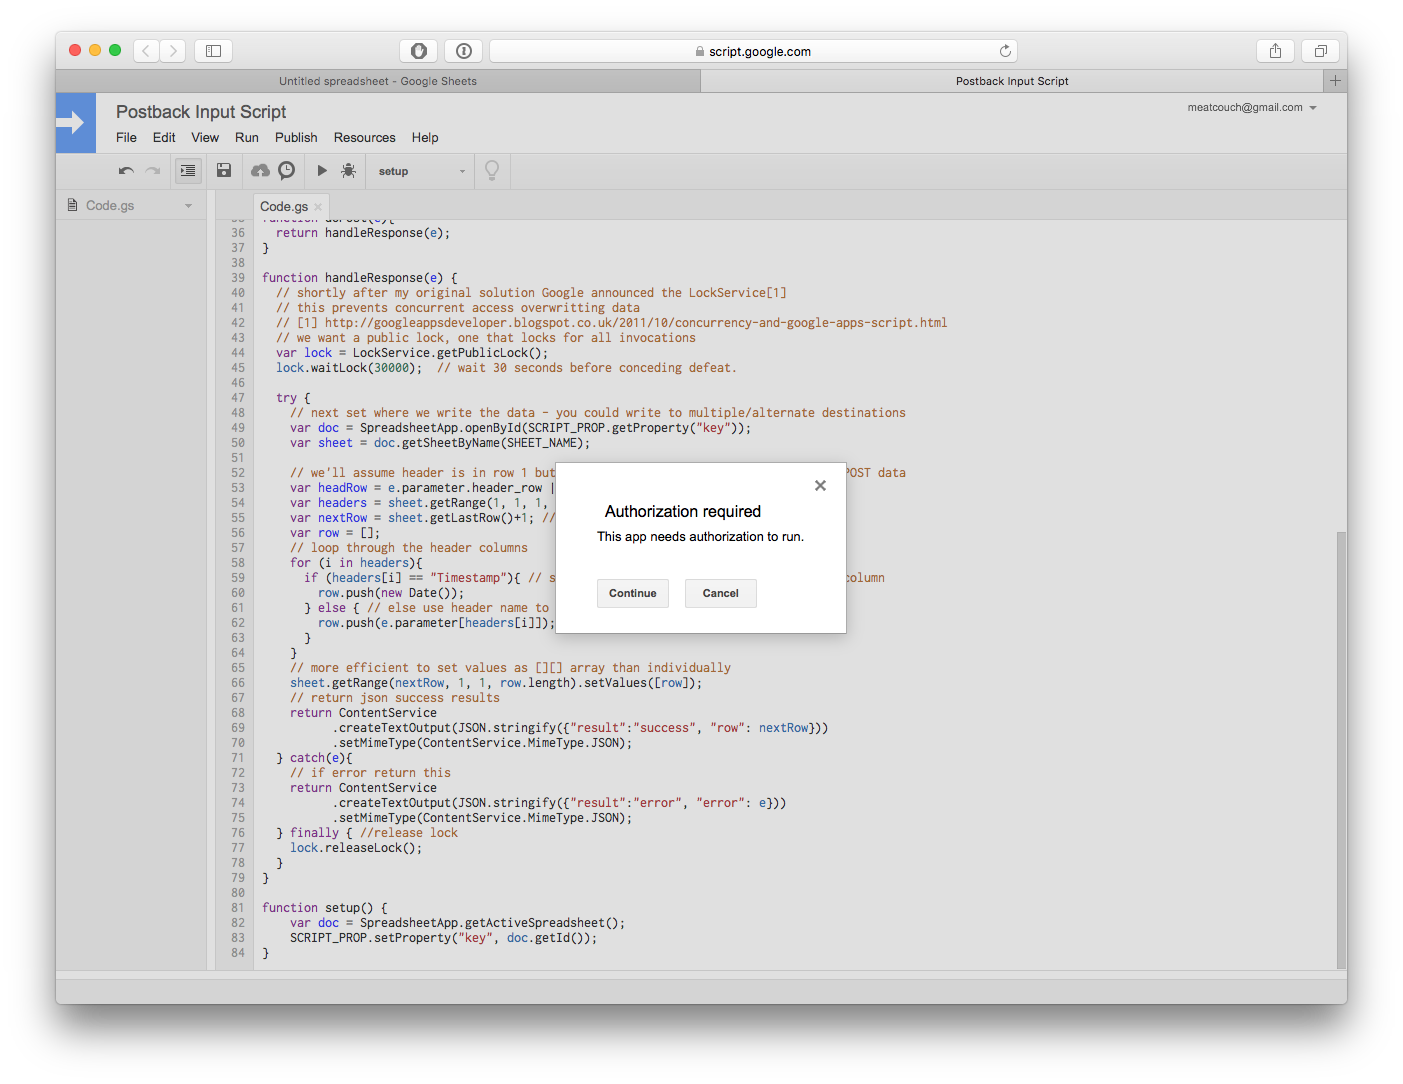 script.google.com
Untitled spreadsheet - Google Sheets
Postback Input Script
Postback Input Script
meatcouch@gmail.com
File Edit View Run Publish Resources Help
setup
Code.gs
Code.gs
35 function doPost(e){
36 return handleResponse(e);
37 }
38
39 function handleResponse(e) {
40 // shortly after my original solution Google announced the LockService[1]
41 // this prevents concurrent access overwritting data
42 // [1] http://googleappsdeveloper.blogspot.co.uk/2011/10/concurrency-and-google-apps-script.html
43 // we want a public lock, one that locks for all invocations
44 var lock = LockService.getPublicLock();
45 lock.waitLock(30000); // wait 30 seconds before conceding defeat.
46
47 try {
48 // next set where we write the data - you could write to multiple/alternate destinations
49 var doc = SpreadsheetApp.openById(SCRIPT_PROP.getProperty("key"));
50 var sheet = doc.getSheetByName(SHEET_NAME);
51
52 // we'll assume header is in row 1 but POST data
53 var headRow = e.parameter.header_row |
54 var headers = sheet.getRange(1, 1, 1,
55 var nextRow = sheet.getLastRow()+1; //
56 var row = [];
57 // loop through the header columns
58 for (i in headers){
59 if (headers[i] == "Timestamp"){ // s column
60 row.push(new Date());
61 } else { // else use header name to
62 row.push(e.parameter[headers[i]]);
63 }
64 }
65 // more efficient to set values as [][] array than individually
66 sheet.getRange(nextRow, 1, 1, row.length).setValues([row]);
67 // return json success results
68 return ContentService
69 .createTextOutput(JSON.stringify({"result":"success", "row": nextRow}))
70 .setMimeType(ContentService.MimeType.JSON);
71 } catch(e){
72 // if error return this
73 return ContentService
74 .createTextOutput(JSON.stringify({"result":"error", "error": e}))
75 .setMimeType(ContentService.MimeType.JSON);
76 } finally { //release lock
77 lock.releaseLock();
78 }
79 }
80
81 function setup() {
82 var doc = SpreadsheetApp.getActiveSpreadsheet();
83 SCRIPT_PROP.setProperty("key", doc.getId());
84 }
Authorization required
This app needs authorization to run.
Continue Cancel